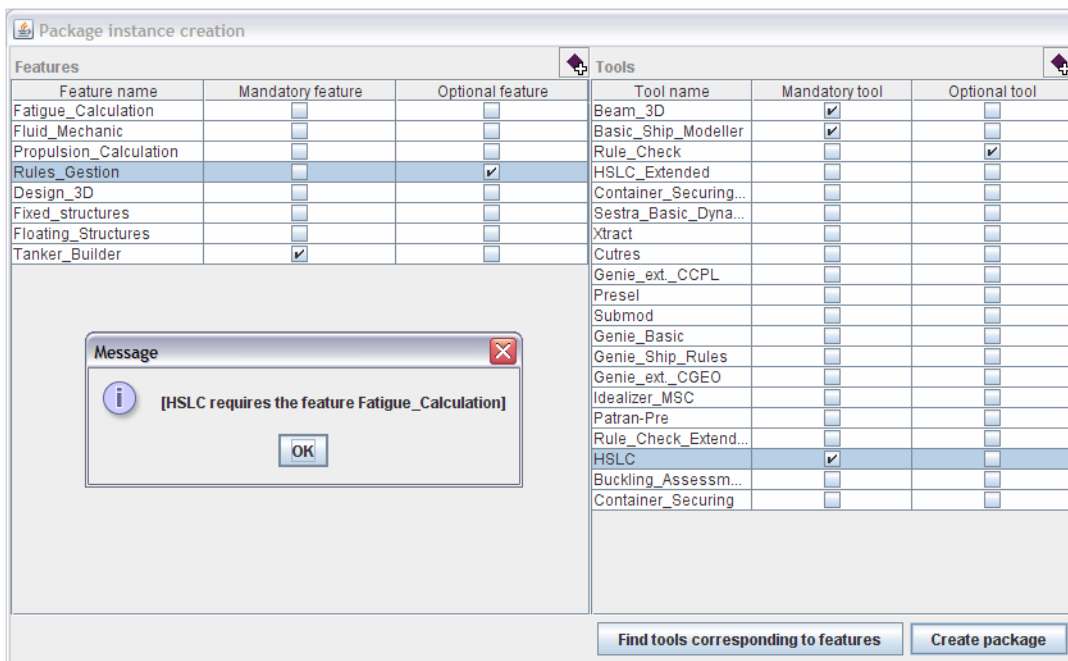 Package instance creation
Features
Feature name Mandatory feature Optional feature
Fatigue_Calculation
Fluid_Mechanic
Propulsion_Calculation
Rules_Gestion
Design_3D
Fixed_structures
Floating_Structures
Tanker_Builder
Message
i
[HSLC requires the feature Fatigue_Calculation]
OK
Tools
Tool name Mandatory tool Optional tool
Beam_3D
Basic_Ship_Modeller
Rule_Check
HSLC_Extended
Container_Securing...
Sestra_Basic_Dyna...
Xtract
Cutres
Genie_ext._CCPL
Presel
Submod
Genie_Basic
Genie_Ship_Rules
Genie_ext._CGEO
Idealizer_MSC
Patran-Pre
Rule_Check_Extend...
HSLC
Buckling_Assessm...
Container_Securing
Find tools corresponding to features
Create package